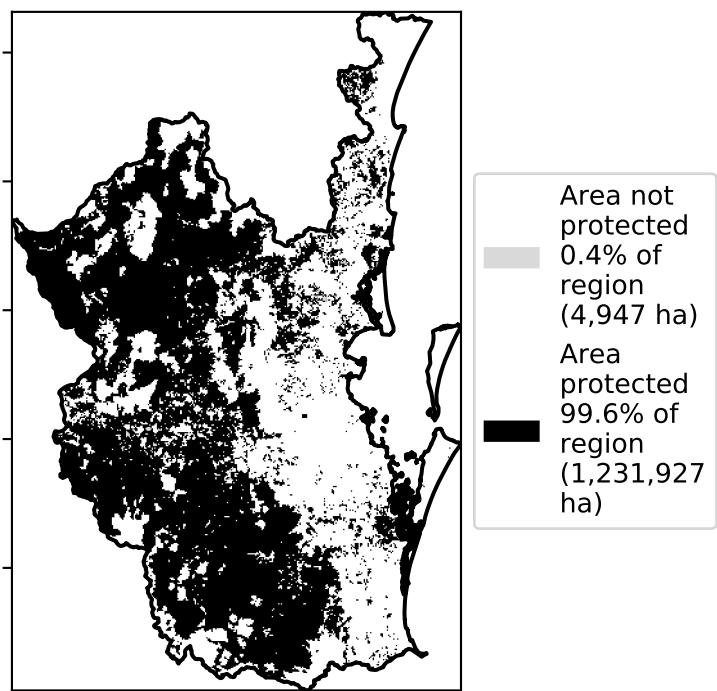 Area not
protected
0.4% of
region
(4,947 ha)
Area
protected
99.6% of
region
(1,231,927
ha)